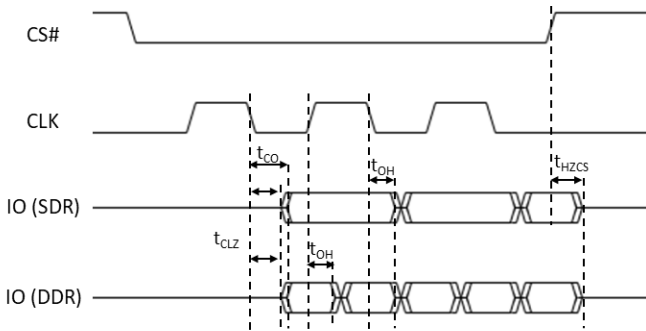 CS#
CLK
tCO
tOH
tHZCS
IO (SDR)
tCLZ
tOH
IO (DDR)